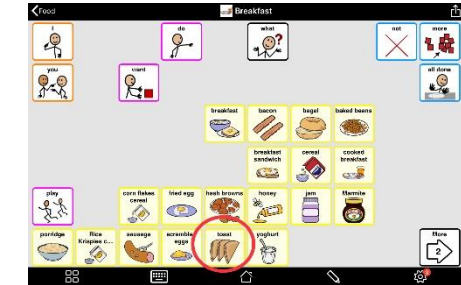 Food
Breakfast
I
do
what
not
more
you
want
all done
breakfast
bacon
bagel
baked beans
breakfast
sandwich
cereal
cooked
breakfast
play
corn flakes
cereal
fried egg
hash browns
honey
jam
Marmite
porridge
Rice
Krispies c...
sausage
scrambled
eggs
toast
yoghurt
More
2